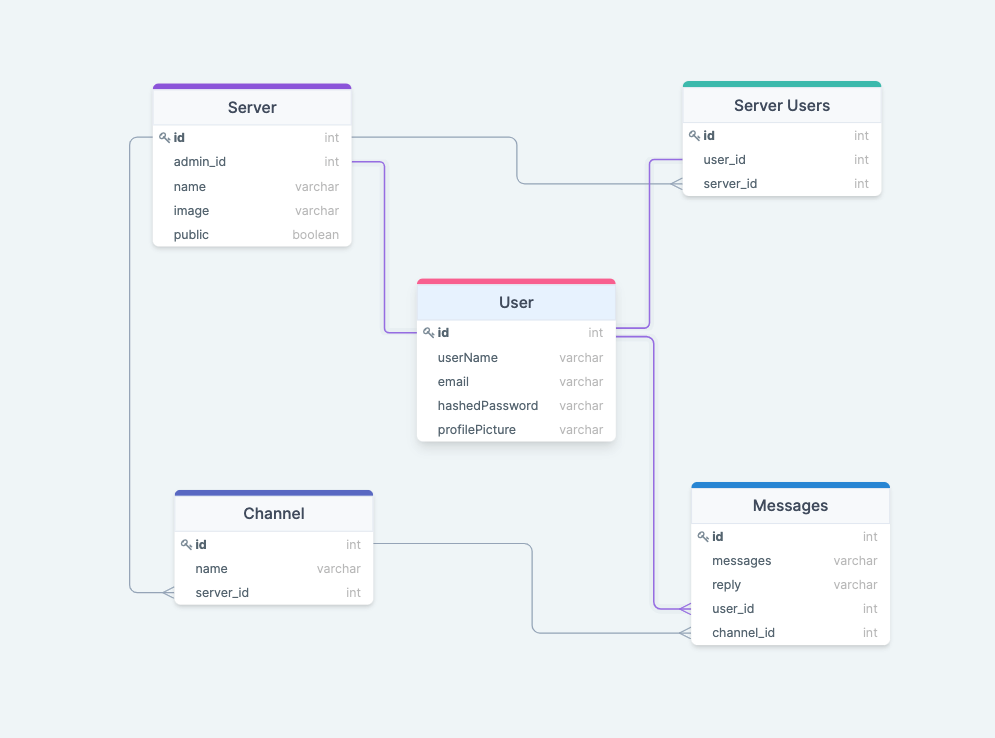 Server
id int
admin_id int
name varchar
image varchar
public boolean
Server Users
id int
user_id int
server_id int
User
id int
userName varchar
email varchar
hashedPassword varchar
profilePicture varchar
Channel
id int
name varchar
server_id int
Messages
id int
messages varchar
reply varchar
user_id int
channel_id int